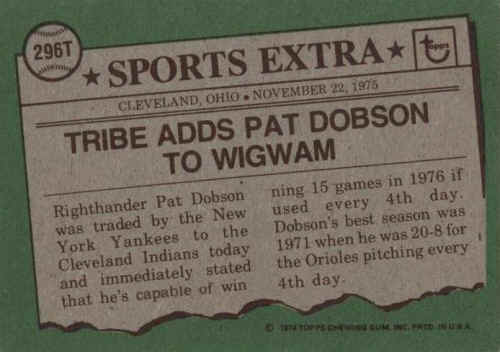 296T
★ SPORTS EXTRA ★
topps
CLEVELAND, OHIO • NOVEMBER 22, 1975
TRIBE ADDS PAT DOBSON
TO WIGWAM
Righthander Pat Dobson
was traded by the New
York Yankees to the
Cleveland Indians today
and immediately stated
that he's capable of win
ning 15 games in 1976 if
used every 4th day.
Dobson's best season was
1971 when he was 20-8 for
the Orioles pitching every
4th day.
© 1976 TOPPS CHEWING GUM, INC. PRTD. IN U.S.A.